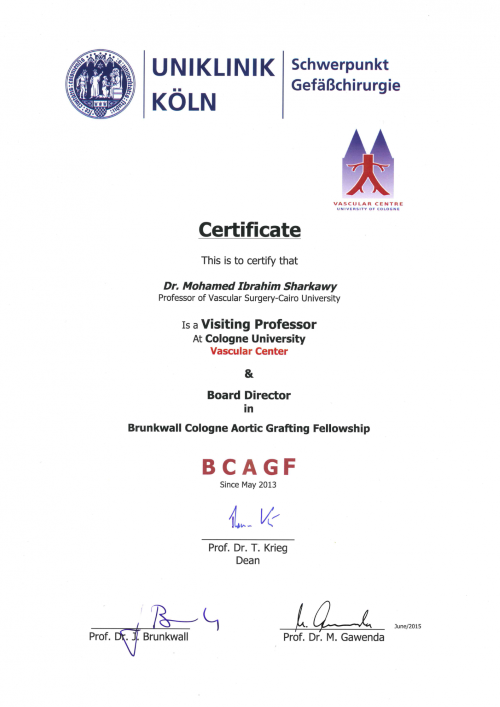 UNIKLINIK
KÖLN
Schwerpunkt
Gefäßchirurgie
VASCULAR CENTRE
UNIVERSITY OF COLOGNE
Certificate
This is to certify that
Dr. Mohamed Ibrahim Sharkawy
Professor of Vascular Surgery-Cairo University
Is a Visiting Professor
At Cologne University
Vascular Center
&
Board Director
in
Brunkwall Cologne Aortic Grafting Fellowship
BCAGF
Since May 2013
Prof. Dr. T. Krieg
Dean
Prof. Dr. J. Brunkwall
Prof. Dr. M. Gawenda
June/2015